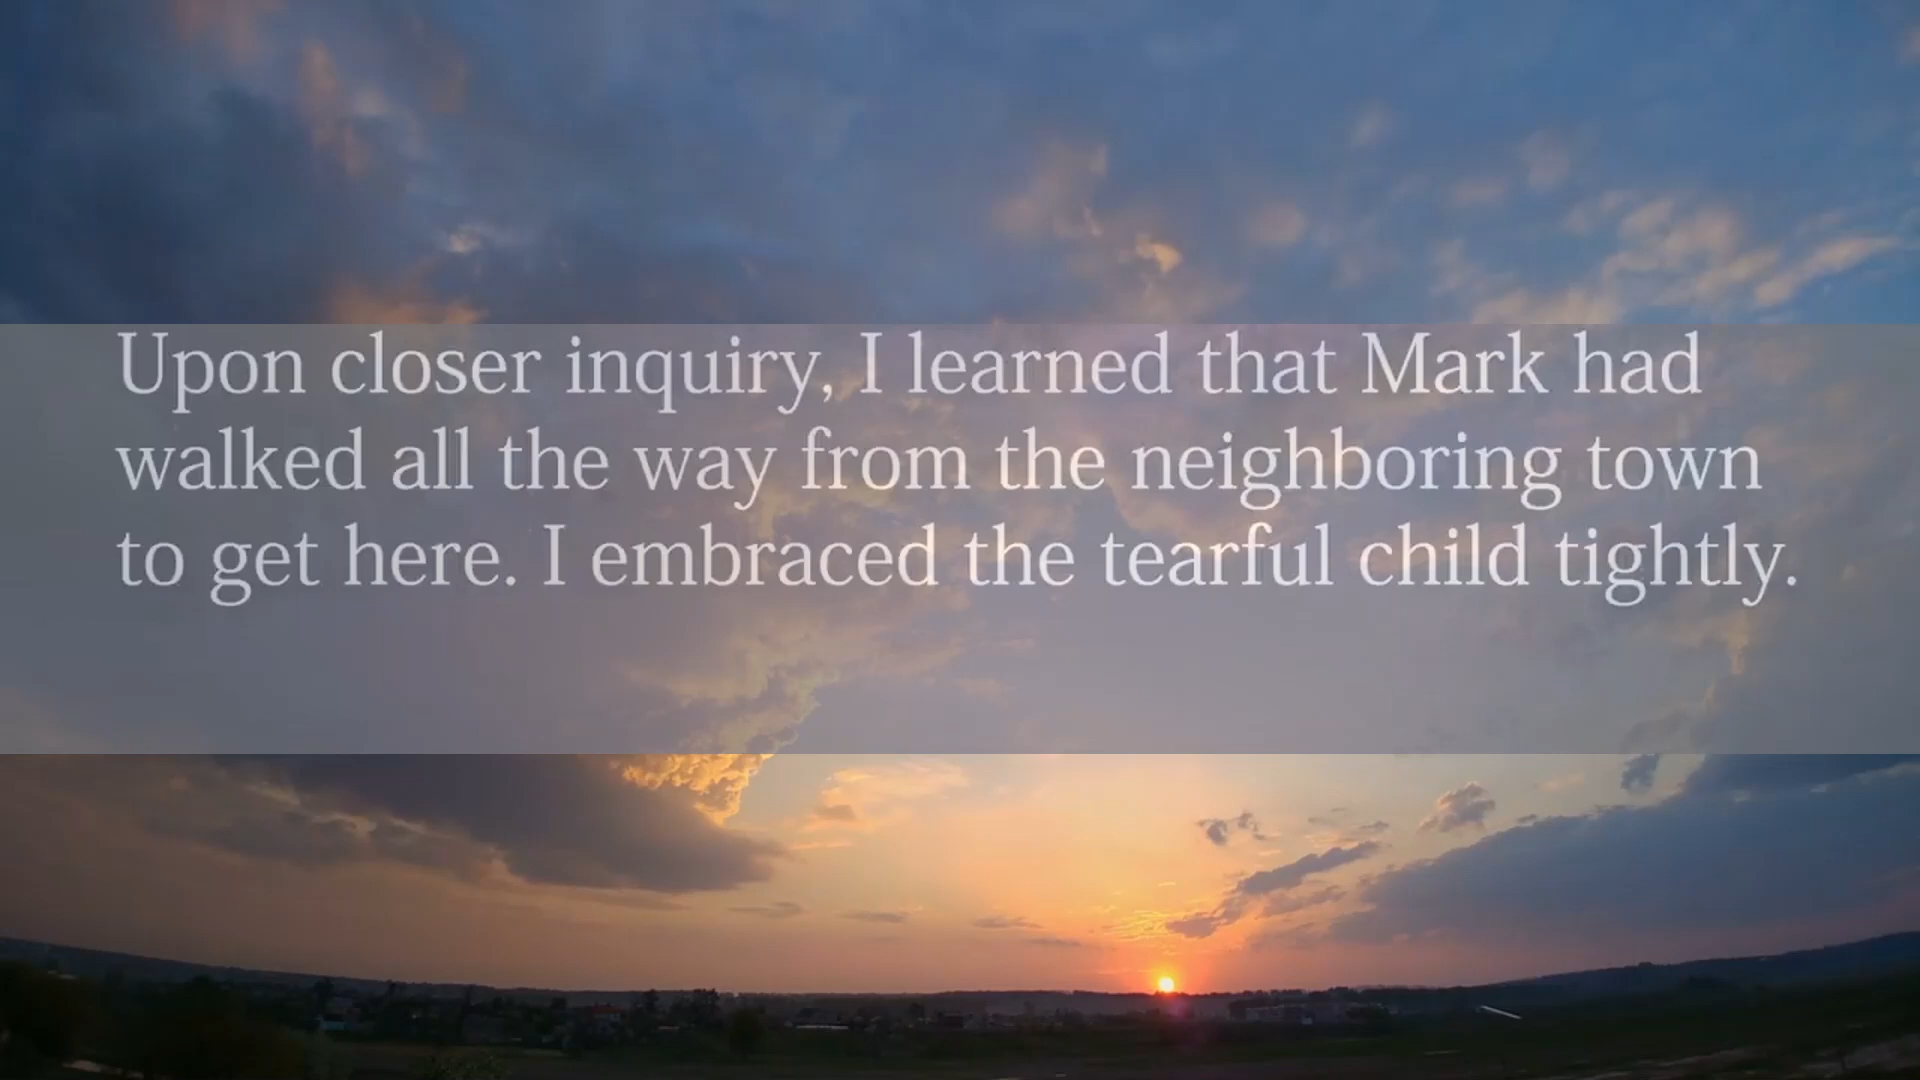 Upon closer inquiry, I learned that Mark had
walked all the way from the neighboring town
to get here. I embraced the tearful child tightly.